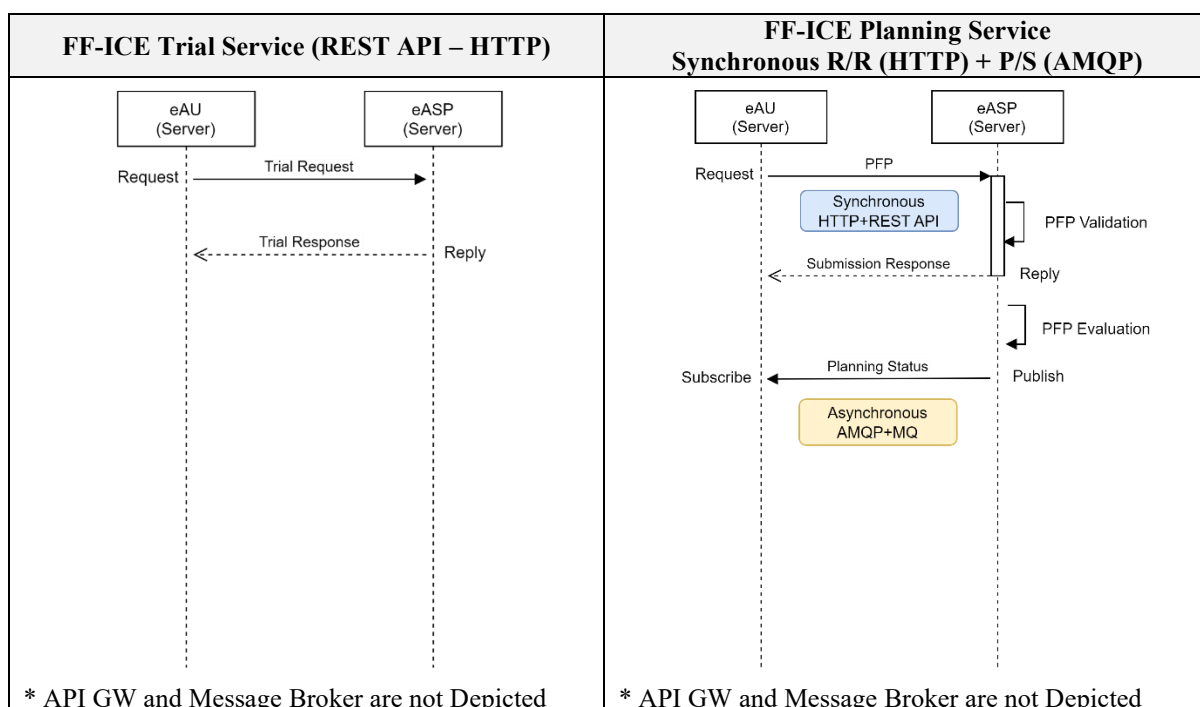 FF-ICE Trial Service (REST API – HTTP)
FF-ICE Planning Service
Synchronous R/R (HTTP) + P/S (AMQP)
eAU
(Server)
eASP
(Server)
Request
Trial Request
Trial Response
Reply
* API GW and Message Broker are not Depicted
eAU
(Server)
eASP
(Server)
Request
PFP
Synchronous
HTTP+REST API
PFP Validation
Submission Response
Reply
PFP Evaluation
Subscribe
Planning Status
Publish
Asynchronous
AMQP+MQ
* API GW and Message Broker are not Depicted